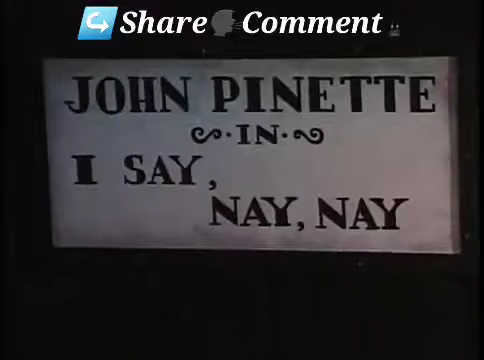 Share Comment
JOHN PINETTE
IN
I SAY,
NAY, NAY